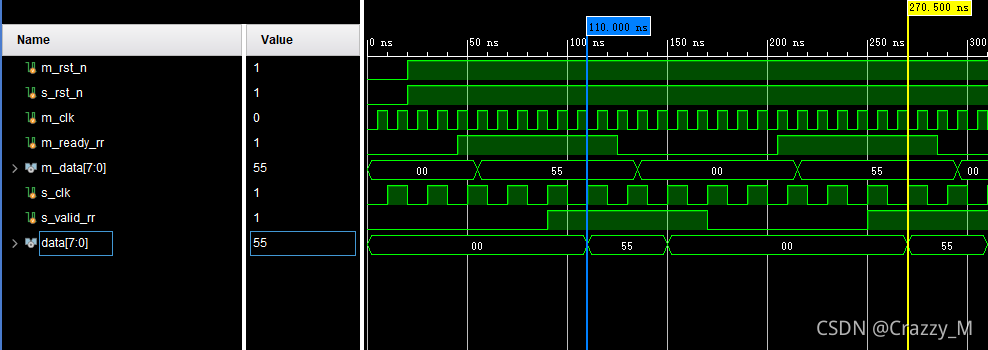 270.500 ns
110.000 ns
Name Value
0 ns 50 ns 100 ns 150 ns 200 ns 250 ns 300
m_rst_n 1
s_rst_n 1
m_clk 0
m_ready_rr 1
m_data[7:0] 55 00 55 00 55 00
s_clk 1
s_valid_rr 1
data[7:0] 55 00 55 00 55
CSDN @Crazzy_M